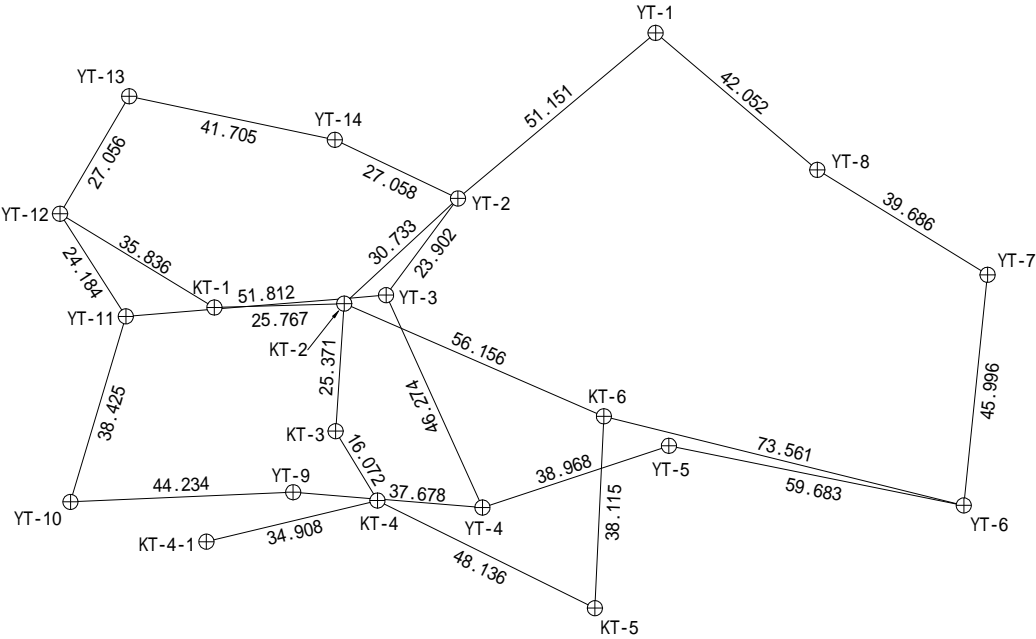 YT-1
YT-13
42.052
51.151
YT-14
41.705
27.056
YT-8
27.058
YT-2
39.686
YT-12
35.836
30.733
23.902
24.184
YT-7
KT-1
51.812
YT-3
YT-11
25.767
KT-2
25.371
56.156
45.996
46.274
KT-6
38.425
KT-3
16.072
73.561
38.968
YT-5
59.683
44.234
YT-9
37.678
YT-10
KT-4
YT-4
38.115
YT-6
34.908
KT-4-1
48.136
KT-5